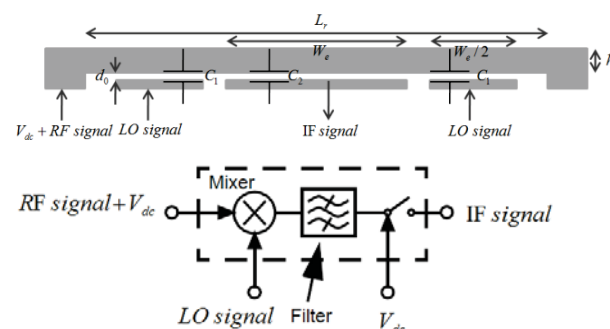 L_r
W_e
W_e/2
h
d_0
C_1
C_2
C_1
V_dc + RF signal
LO signal
IF signal
LO signal
Mixer
RF signal+V_dc
IF signal
LO signal
Filter
V_dc